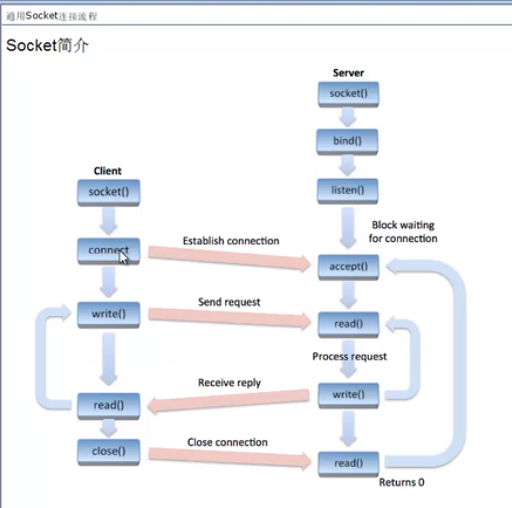 通用Socket连接流程
Socket简介
Server
socket()
bind()
listen()
Block waiting
for connection
accept()
read()
Process request
write()
read()
Returns 0
Client
socket()
connect
write()
read()
close()
Establish connection
Send request
Receive reply
Close connection